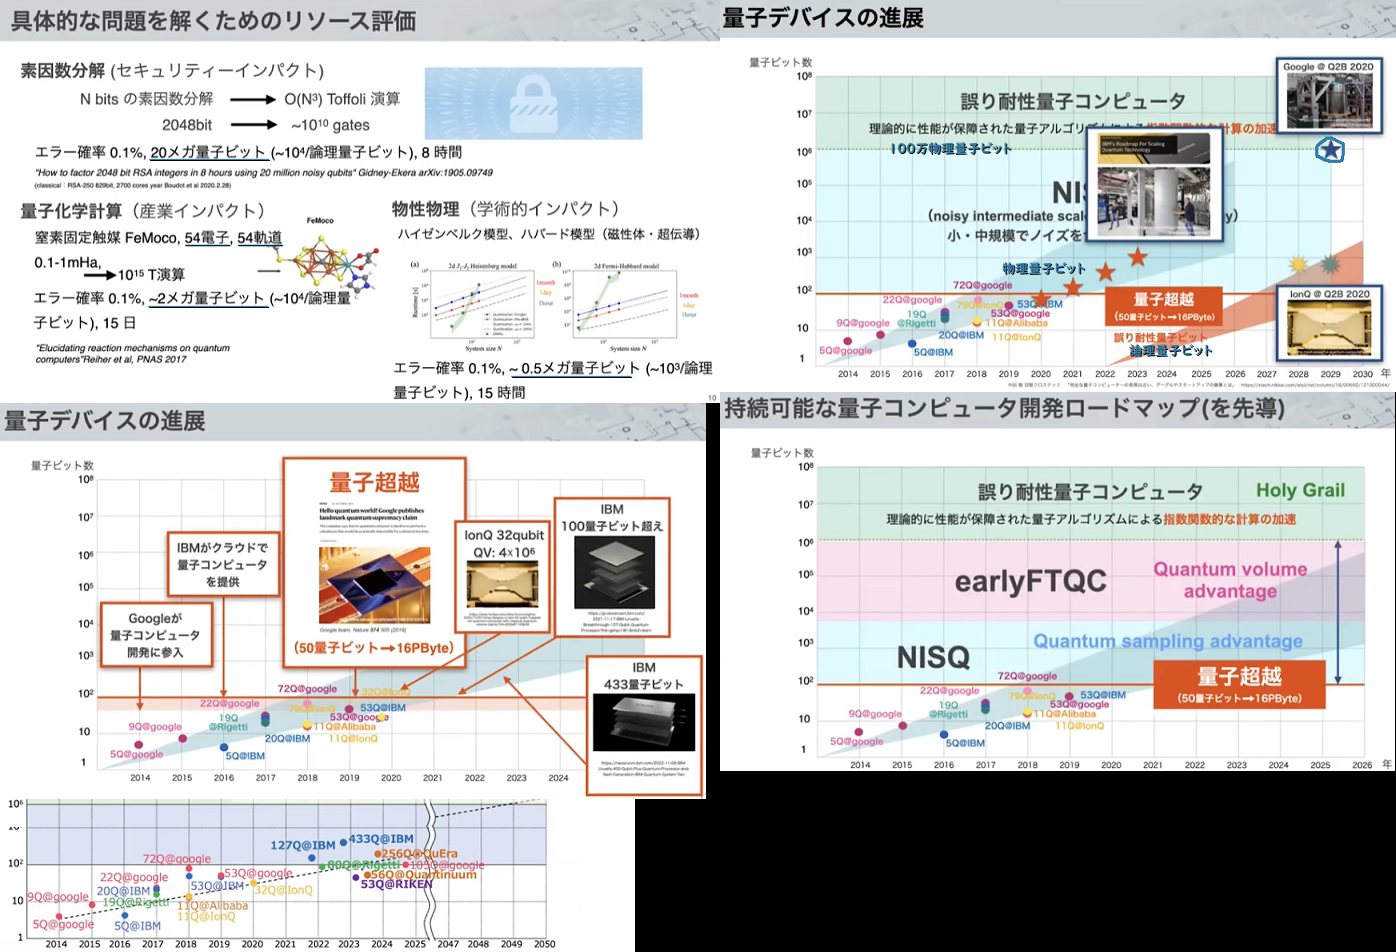 具体的な問題を解くためのリソース評価
素因数分解 (セキュリティーインパクト)
N bits の素因数分解 → O(N³) Toffoli 演算
2048bit → ~10¹⁰ gates
エラー確率 0.1%, 20メガ量子ビット (~10⁴/論理量子ビット), 8 時間
“How to factor 2048 bit RSA integers in 8 hours using 20 million noisy qubits” Gidney-Ekera arXiv:1905.09749
(classical : RSA-250 829bit, 2700 cores year Boudot et al 2020.2.28)
量子化学計算（産業インパクト）
FeMoco
窒素固定触媒 FeMoco, 54電子, 54軌道
0.1-1mHa,
→10¹⁵ T演算
エラー確率 0.1%, ~2メガ量子ビット (~10⁴/論理量
子ビット), 15 日
“Elucidating reaction mechanisms on quantum
computers”Reiher et al, PNAS 2017
物性物理（学術的インパクト）
ハイゼンベルク模型、ハバード模型（磁性体・超伝導）
(a) 2d J₁-J₂ Heisenberg model
(b) 2d Fermi-Hubbard model
Runtime [s]
1month
1day
1hour
1month
1day
1hour
System size N
System size N
エラー確率 0.1%, ~ 0.5メガ量子ビット (~10³/論理
量子ビット), 15 時間
10
量子デバイスの進展
量子ビット数
10⁸
10⁷
10⁶
10⁵
10⁴
10³
10²
10
1
誤り耐性量子コンピュータ
理論的に性能が保障された量子アルゴリズムによる指数関数的な計算の加速
100万物理量子ビット
Google @ Q2B 2020
IBM's Roadmap For Scaling
Quantum Technology
NIS
(noisy intermediate scale y)
小・中規模でノイズを
物理量子ビット
72Q@google
22Q@google
79Q@IonQ
53Q@IBM
19Q
@Rigetti
53Q@google
9Q@google
11Q@Alibaba
20Q@IBM
11Q@IonQ
5Q@google
5Q@IBM
量子超越
(50量子ビット→16PByte)
誤り耐性量子ビット
論理量子ビット
IonQ @ Q2B 2020
2014 2015 2016 2017 2018 2019 2020 2021 2022 2023 2024 2025 2026 2027 2028 2029 2030 年
量子デバイスの進展
量子ビット数
10⁸
10⁷
10⁶
10⁵
10⁴
10³
10²
10
1
Googleが
量子コンピュータ
開発に参入
IBMがクラウドで
量子コンピュータ
を提供
量子超越
Hello quantum world! Google publishes
landmark quantum supremacy claim
Google team, Nature 574 505 (2019)
(50量子ビット→16PByte)
IonQ 32qubit
QV: 4×10⁶
IBM
100量子ビット超え
IBM
433量子ビット
72Q@google
32Q@IonQ
22Q@google
79Q@IonQ
53Q@IBM
19Q
@Rigetti
53Q@google
9Q@google
11Q@Alibaba
20Q@IBM
11Q@IonQ
5Q@google
5Q@IBM
2014 2015 2016 2017 2018 2019 2020 2021 2022 2023 2024
持続可能な量子コンピュータ開発ロードマップ(を先導)
量子ビット数
10⁸
10⁷
10⁶
10⁵
10⁴
10³
10²
10
1
誤り耐性量子コンピュータ
Holy Grail
理論的に性能が保障された量子アルゴリズムによる指数関数的な計算の加速
earlyFTQC
Quantum volume
advantage
Quantum sampling advantage
NISQ
量子超越
(50量子ビット→16PByte)
72Q@google
22Q@google
79Q@IonQ
53Q@IBM
19Q
@Rigetti
53Q@google
9Q@google
11Q@Alibaba
20Q@IBM
11Q@IonQ
5Q@google
5Q@IBM
2014 2015 2016 2017 2018 2019 2020 2021 2022 2023 2024 2025 2026 年
10⁶
10²
10
1
433Q@IBM
127Q@IBM
256Q@QuEra
72Q@google
80Q@Rigetti
105Q@google
53Q@google
56Q@Quantinuum
22Q@google
53Q@IBM
53Q@RIKEN
20Q@IBM
32Q@IonQ
9Q@google
19Q@Rigetti
11Q@Alibaba
11Q@IonQ
5Q@google
5Q@IBM
2014 2015 2016 2017 2018 2019 2020 2021 2022 2023 2024 2025 2047 2048 2049 2050